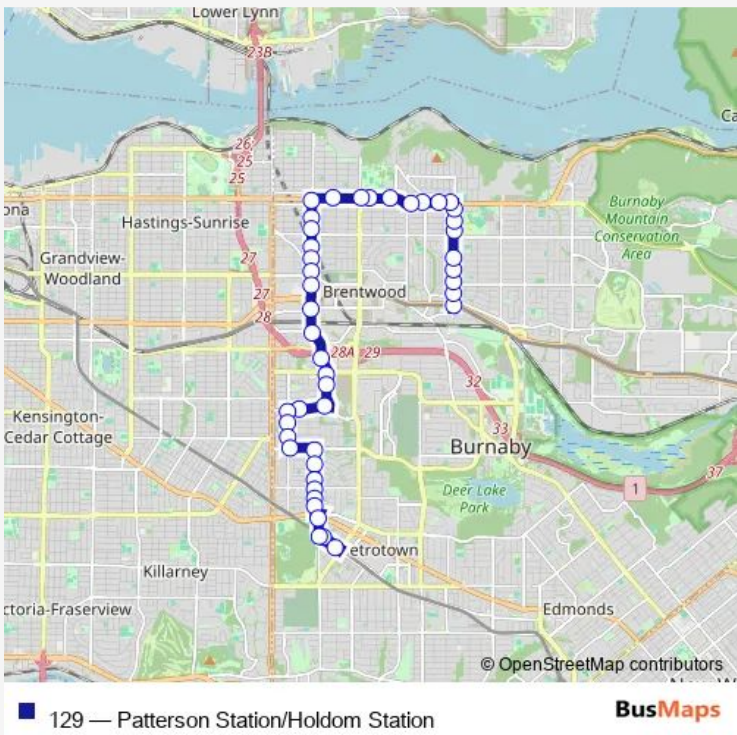 Lower Lynn
23B
Ca
26
25
25
ona
Hastings-Sunrise
Burnaby
Mountain
Conservation
Area
Grandview-
Woodland
27
27
28
Brentwood
28A 29
32
33
Kensington-
Cedar Cottage
Burnaby
37
1
Deer Lake
Park
etrotown
Killarney
ctoria-Fraserview
Edmonds
© OpenStreetMap contributors
129 — Patterson Station/Holdom Station
BusMaps